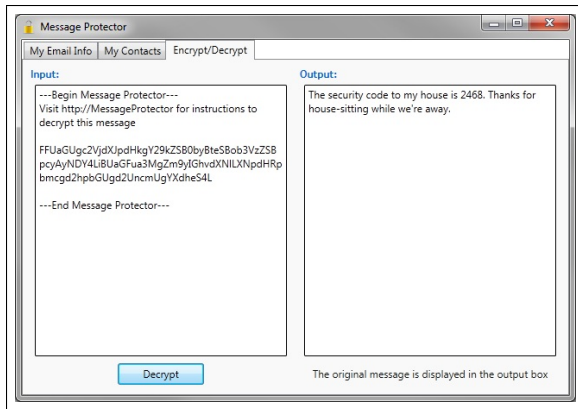 Message Protector
My Email Info My Contacts Encrypt/Decrypt
Input:
---Begin Message Protector---
Visit http://MessageProtector for instructions to
decrypt this message
FFUaGUgc2VjdXJpdHkgY29kZSB0byBteSBob3VzZSB
pcyAyNDY4LiBUaGFua3MgZm9yIGhvdXNlLXNpdHRp
bmcgd2hpbGUgd2UncmUgYXdheS4L
---End Message Protector---
Decrypt
Output:
The security code to my house is 2468. Thanks for
house-sitting while we're away.
The original message is displayed in the output box